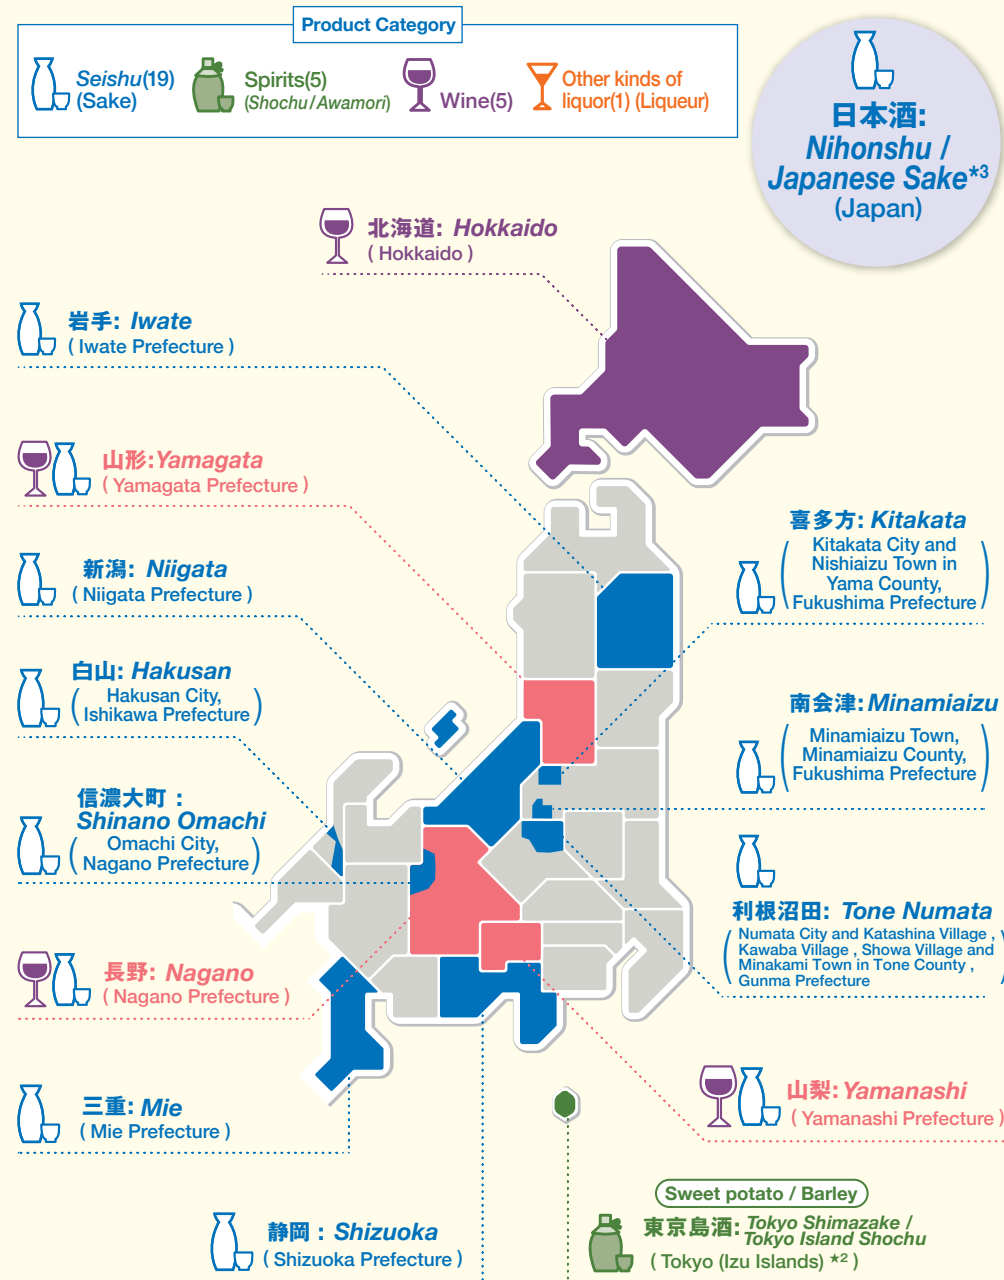 Product Category
Seishu(19)
(Sake)
Spirits(5)
(Shochu/Awamori)
Wine(5)
Other kinds of
liquor(1) (Liqueur)
日本酒:
Nihonshu /
Japanese Sake*3
(Japan)
北海道: Hokkaido
( Hokkaido )
岩手: Iwate
( Iwate Prefecture )
山形:Yamagata
( Yamagata Prefecture )
新潟: Niigata
( Niigata Prefecture )
白山: Hakusan
( Hakusan City,
Ishikawa Prefecture )
信濃大町 :
Shinano Omachi
( Omachi City,
Nagano Prefecture )
長野: Nagano
( Nagano Prefecture )
三重: Mie
( Mie Prefecture )
静岡 : Shizuoka
( Shizuoka Prefecture )
喜多方: Kitakata
( Kitakata City and
Nishiaizu Town in
Yama County,
Fukushima Prefecture )
南会津: Minamiaizu
( Minamiaizu Town,
Minamiaizu County,
Fukushima Prefecture )
利根沼田: Tone Numata
( Numata City and Katashina Village ,
Kawaba Village , Showa Village and
Minakami Town in Tone County ,
Gunma Prefecture )
山梨: Yamanashi
( Yamanashi Prefecture )
Sweet potato / Barley
東京島酒: Tokyo Shimazake /
Tokyo Island Shochu
( Tokyo (Izu Islands) ★2 )